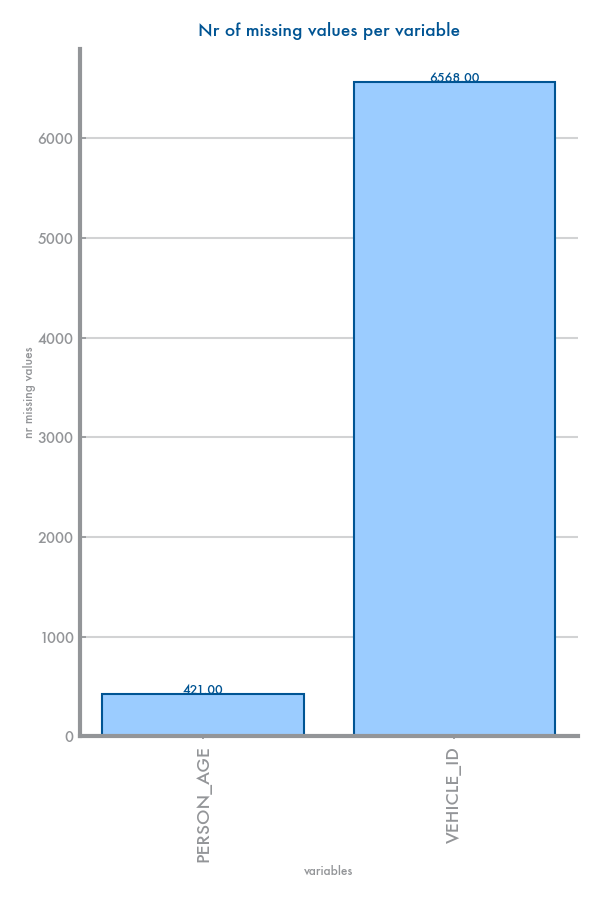 Nr of missing values per variable
6568.00
6000
5000
4000
3000
2000
1000
0
nr missing values
421.00
PERSON_AGE
VEHICLE_ID
variables